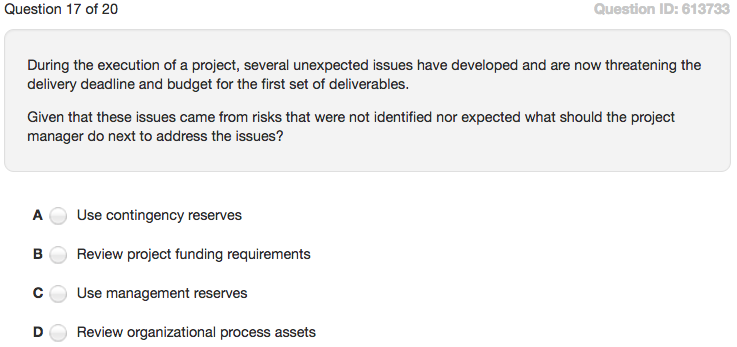 Question 17 of 20
Question ID: 613733
During the execution of a project, several unexpected issues have developed and are now threatening the
delivery deadline and budget for the first set of deliverables.
Given that these issues came from risks that were not identified nor expected what should the project
manager do next to address the issues?
A Use contingency reserves
B Review project funding requirements
C Use management reserves
D Review organizational process assets